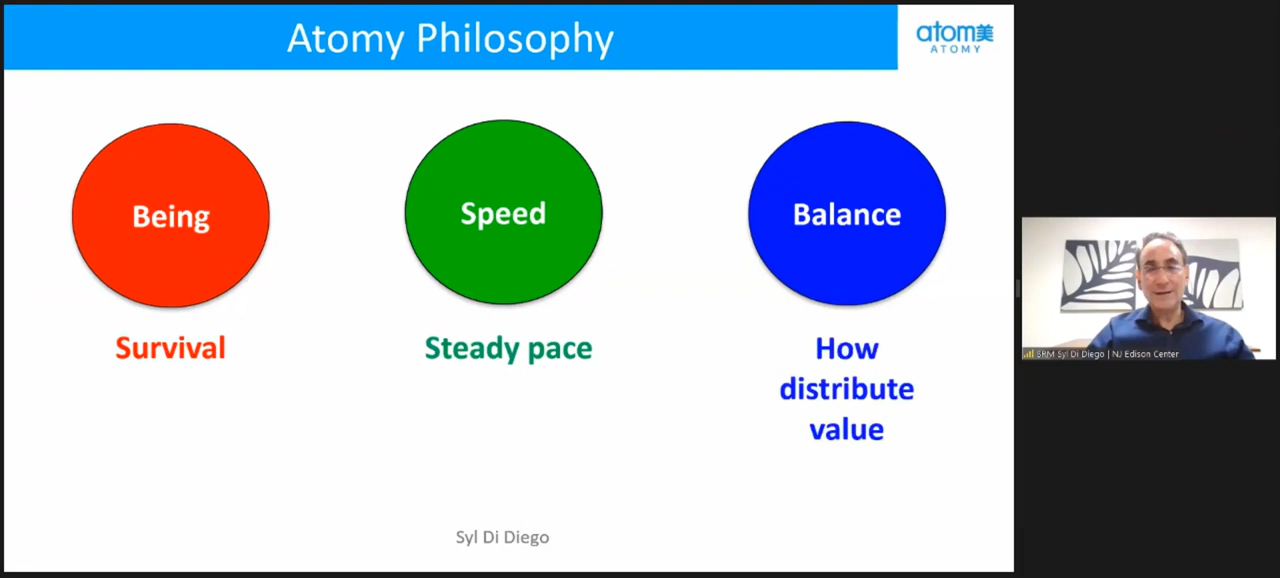 Atomy Philosophy
atom美
ATOMY
Being
Speed
Balance
Survival
Steady pace
How
distribute
value
SRM Syl Di Diego | NJ Edison Center
Syl Di Diego